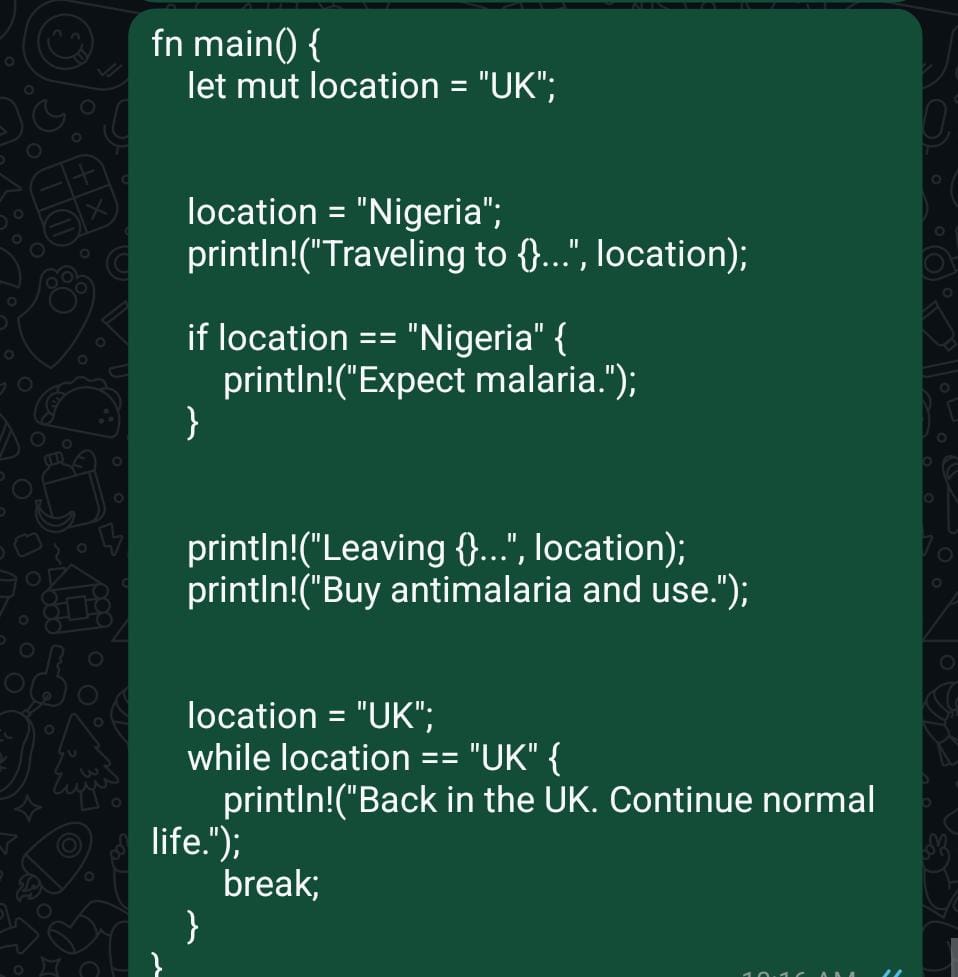 fn main() {
let mut location = "UK";
location = "Nigeria";
println!("Traveling to {}...", location);
if location == "Nigeria" {
println!("Expect malaria.");
}
println!("Leaving {}...", location);
println!("Buy antimalaria and use.");
location = "UK";
while location == "UK" {
println!("Back in the UK. Continue normal
life.");
break;
}
}